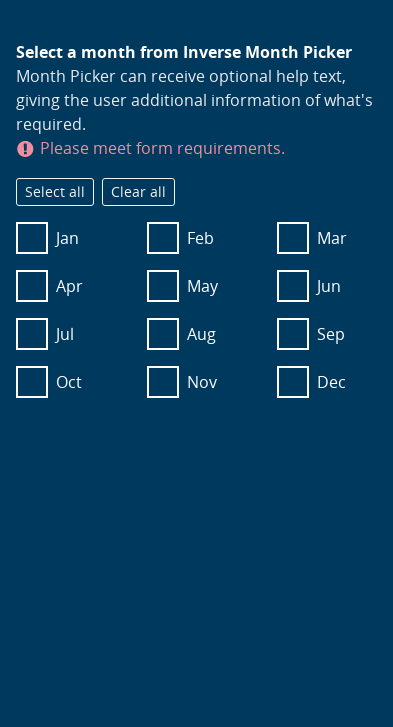 Select a month from Inverse Month Picker
Month Picker can receive optional help text,
giving the user additional information of what's
required.
Please meet form requirements.
Select all Clear all
Jan Feb Mar
Apr May Jun
Jul Aug Sep
Oct Nov Dec